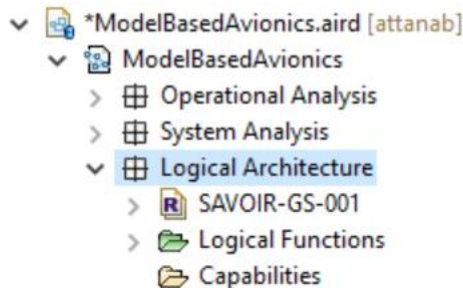 *ModelBasedAvionics.aird [attanab]
ModelBasedAvionics
Operational Analysis
System Analysis
Logical Architecture
R SAVOIR-GS-001
Logical Functions
Capabilities